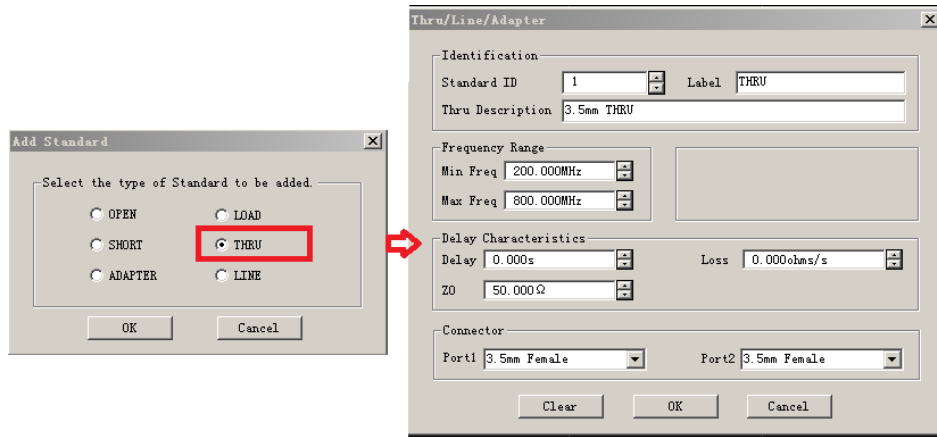 Add Standard
Select the type of Standard to be added.
OPEN LOAD
SHORT THRU
ADAPTER LINE
OK Cancel
Thru/Line/Adapter
Identification
Standard ID 1 Label THRU
Thru Description 3.5mm THRU
Frequency Range
Min Freq 200.000MHz
Max Freq 800.000MHz
Delay Characteristics
Delay 0.000s Loss 0.000ohms/s
Z0 50.000Ω
Connector
Port1 3.5mm Female Port2 3.5mm Female
Clear OK Cancel